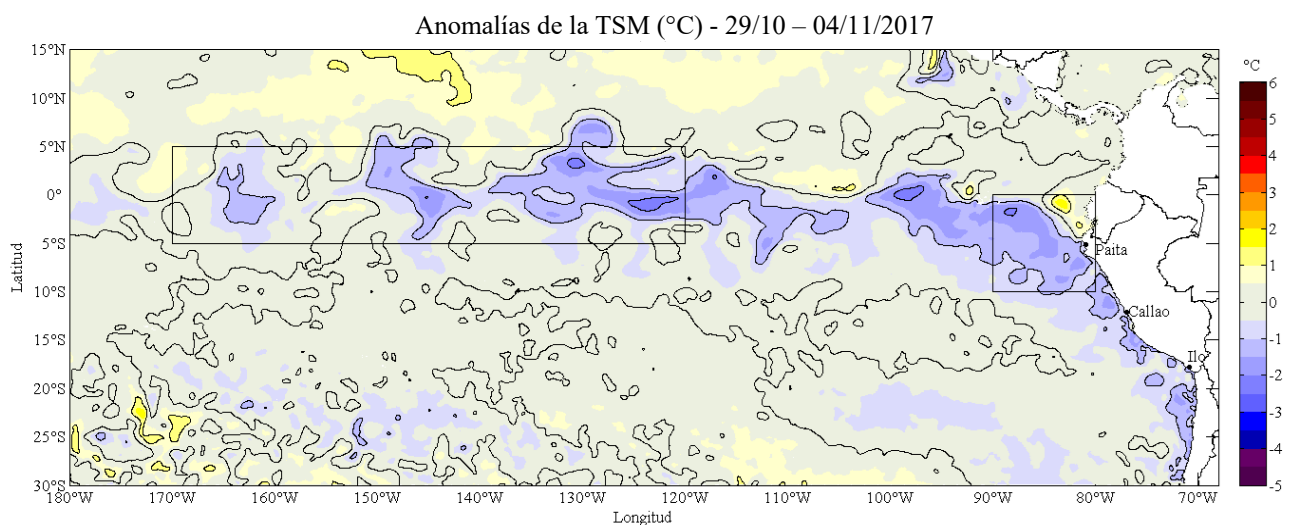 Anomalías de la TSM (°C) - 29/10 – 04/11/2017
15°N
10°N
5°N
0°
5°S
10°S
15°S
20°S
25°S
30°S
Latitud
180°W
170°W
160°W
150°W
140°W
130°W
120°W
110°W
100°W
90°W
80°W
70°W
Longitud
Paita
Callao
Ilo
°C
6
5
4
3
2
1
0
-1
-2
-3
-4
-5